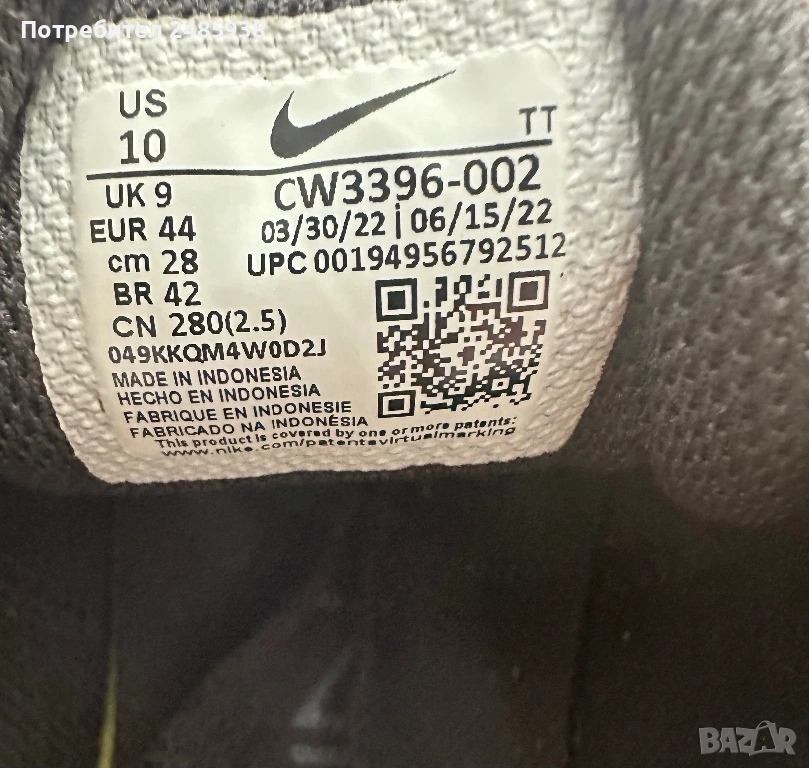 Потребител 2485938
US
10
TT
UK 9
CW3396-002
EUR 44
03/30/22 | 06/15/22
cm 28
UPC 00194956792512
BR 42
CN 280(2.5)
049KKQM4W0D2J
MADE IN INDONESIA
HECHO EN INDONESIA
FABRIQUE EN INDONESIE
FABRICADO NA INDONÉSIA
This product is covered by one or more patents:
www.nike.com/patentsvirtualmarking
BAZAR